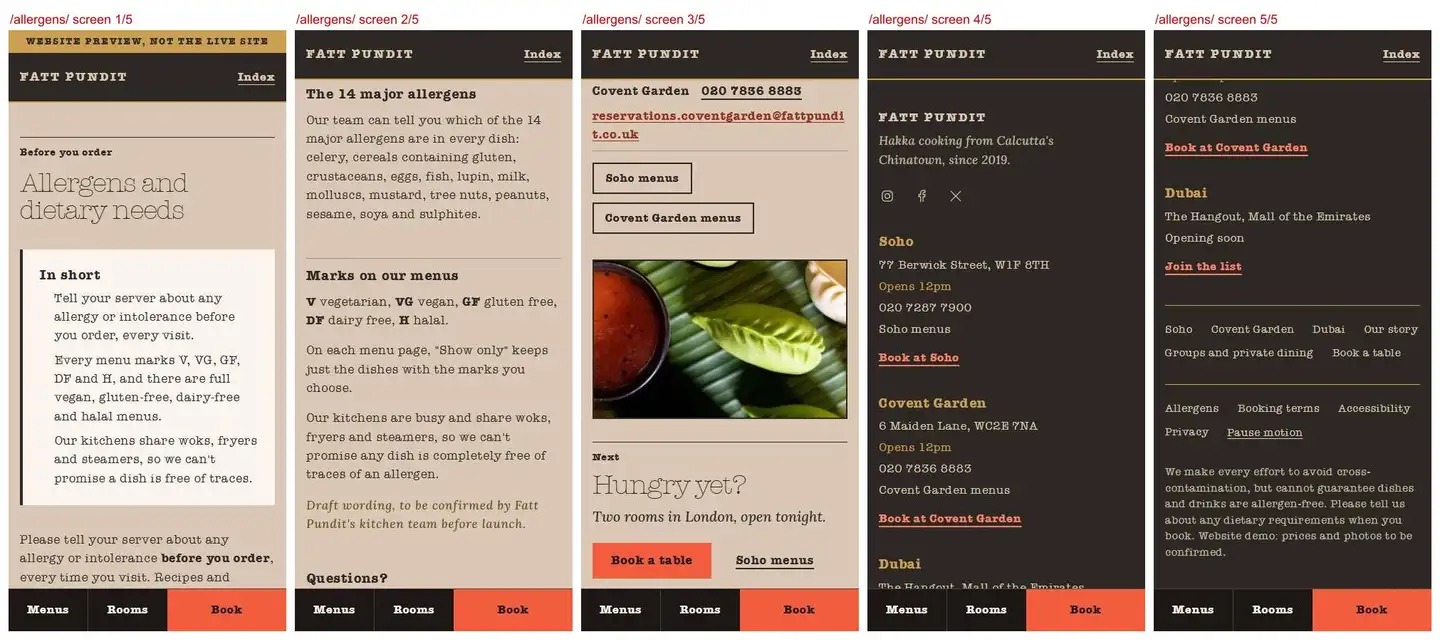 /allergens/ screen 1/5
WEBSITE PREVIEW, NOT THE LIVE SITE
FATT PUNDIT
Index
Before you order
Allergens and
dietary needs
In short
Tell your server about any
allergy or intolerance before
you order, every visit.
Every menu marks V, VG, GF,
DF and H, and there are full
vegan, gluten-free, dairy-free
and halal menus.
Our kitchens share woks, fryers
and steamers, so we can't
promise a dish is free of traces.
Please tell your server about any
allergy or intolerance before you order,
every time you visit. Recipes and
Menus
Rooms
Book
/allergens/ screen 2/5
FATT PUNDIT
Index
The 14 major allergens
Our team can tell you which of the 14
major allergens are in every dish:
celery, cereals containing gluten,
crustaceans, eggs, fish, lupin, milk,
molluscs, mustard, tree nuts, peanuts,
sesame, soya and sulphites.
Marks on our menus
V vegetarian, VG vegan, GF gluten free,
DF dairy free, H halal.
On each menu page, "Show only" keeps
just the dishes with the marks you
choose.
Our kitchens are busy and share woks,
fryers and steamers, so we can't
promise any dish is completely free of
traces of an allergen.
Draft wording, to be confirmed by Fatt
Pundit's kitchen team before launch.
Questions?
Menus
Rooms
Book
/allergens/ screen 3/5
FATT PUNDIT
Index
Covent Garden 020 7836 8883
reservations.coventgarden@fattpundi
t.co.uk
Soho menus
Covent Garden menus
Next
Hungry yet?
Two rooms in London, open tonight.
Book a table
Soho menus
Menus
Rooms
Book
/allergens/ screen 4/5
FATT PUNDIT
Index
FATT PUNDIT
Hakka cooking from Calcutta's
Chinatown, since 2019.
Soho
77 Berwick Street, W1F 8TH
Opens 12pm
020 7287 7900
Soho menus
Book at Soho
Covent Garden
6 Maiden Lane, WC2E 7NA
Opens 12pm
020 7836 8883
Covent Garden menus
Book at Covent Garden
Dubai
The Hangout, Mall of the Emirates
Menus
Rooms
Book
/allergens/ screen 5/5
FATT PUNDIT
Index
020 7836 8883
Covent Garden menus
Book at Covent Garden
Dubai
The Hangout, Mall of the Emirates
Opening soon
Join the list
Soho Covent Garden Dubai Our story
Groups and private dining Book a table
Allergens Booking terms Accessibility
Privacy Pause motion
We make every effort to avoid cross-
contamination, but cannot guarantee dishes
and drinks are allergen-free. Please tell us
about any dietary requirements when you
book. Website demo: prices and photos to be
confirmed.
Menus
Rooms
Book